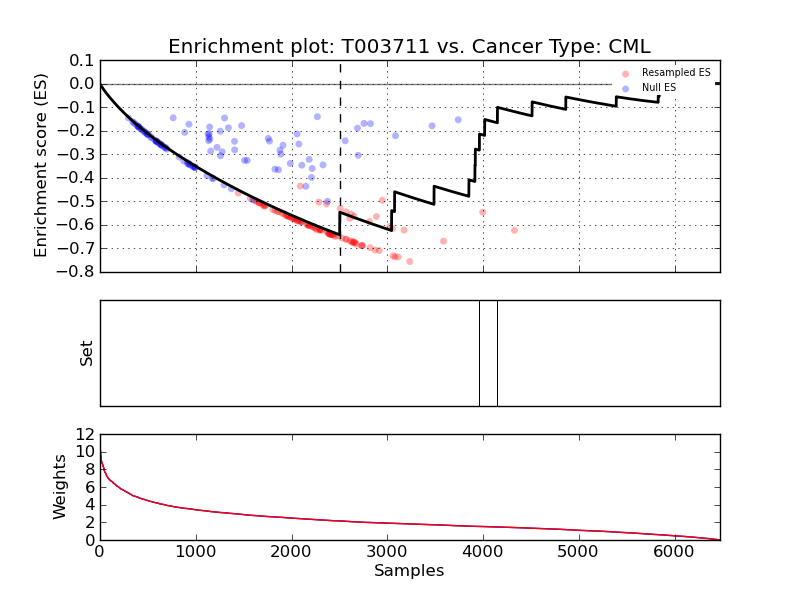 Enrichment plot: T003711 vs. Cancer Type: CML
0.1
0.0
−0.1
−0.2
−0.3
−0.4
−0.5
−0.6
−0.7
−0.8
Enrichment score (ES)
Resampled ES
Null ES
Set
12
10
8
6
4
2
0
Weights
0 1000 2000 3000 4000 5000 6000
Samples